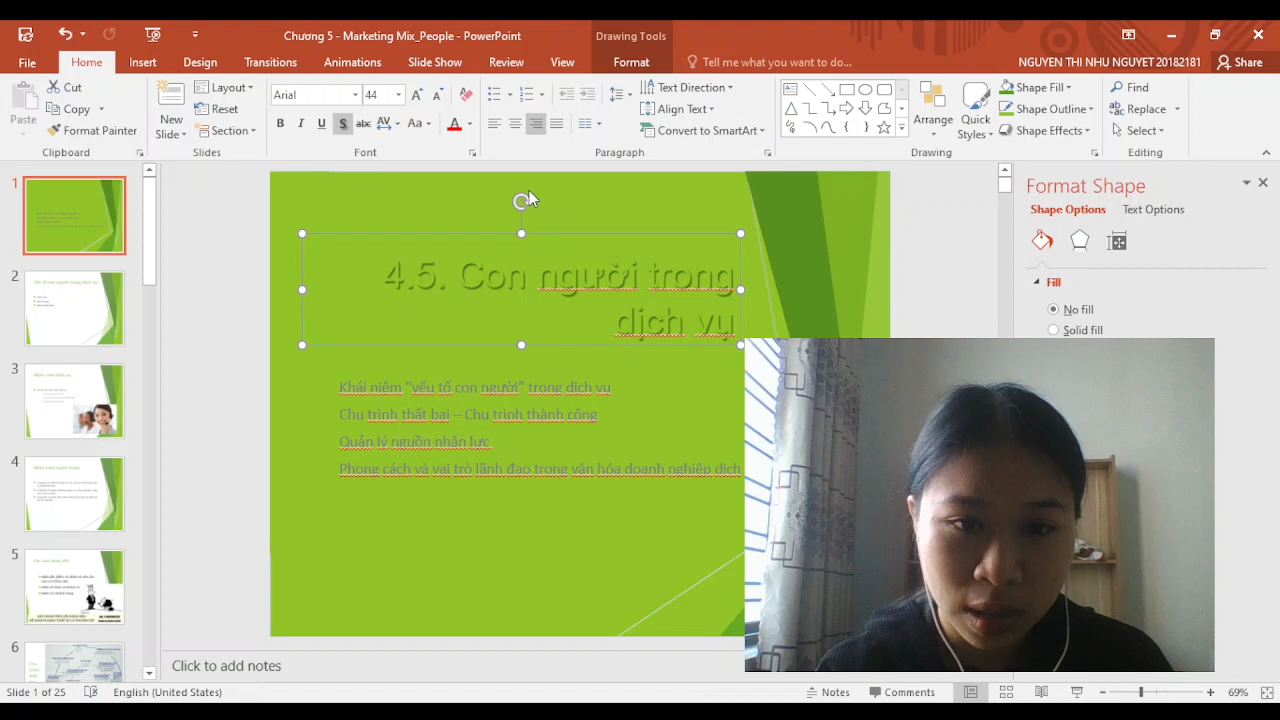 Chương 5 - Marketing Mix_People - PowerPoint
Drawing Tools
File
Home
Insert
Design
Transitions
Animations
Slide Show
Review
View
Format
Tell me what you want to do...
NGUYEN THI NHU NGUYET 20182181
Share
Paste
Cut
Copy
Format Painter
Clipboard
New Slide
Layout
Reset
Section
Slides
Arial
44
B I U S abc AV Aa A
Font
Text Direction
Align Text
Convert to SmartArt
Paragraph
Arrange
Quick Styles
Shape Fill
Shape Outline
Shape Effects
Drawing
Find
Replace
Select
Editing
1
2
3
4
5
6
4.5. Con người trong
dịch vụ
Khái niệm “yếu tố con người” trong dịch vụ
Chu trình thất bại – Chu trình thành công
Quản lý nguồn nhân lực
Phong cách và vai trò lãnh đạo trong văn hóa doanh nghiệp dịch
Format Shape
Shape Options
Text Options
Fill
No fill
Solid fill
Click to add notes
Slide 1 of 25
English (United States)
Notes
Comments
69%